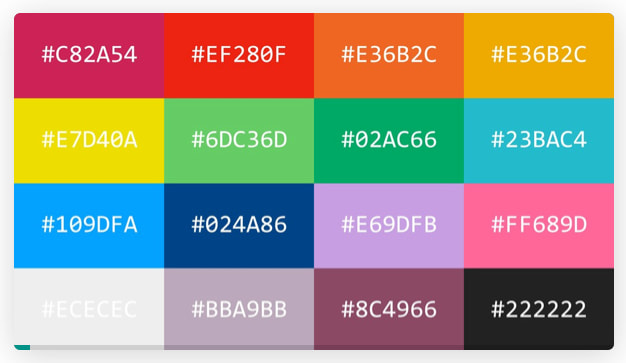 #C82A54 #EF280F #E36B2C #E36B2C
#E7D40A #6DC36D #02AC66 #23BAC4
#109DFA #024A86 #E69DFB #FF689D
#ECECEC #BBA9BB #8C4966 #222222